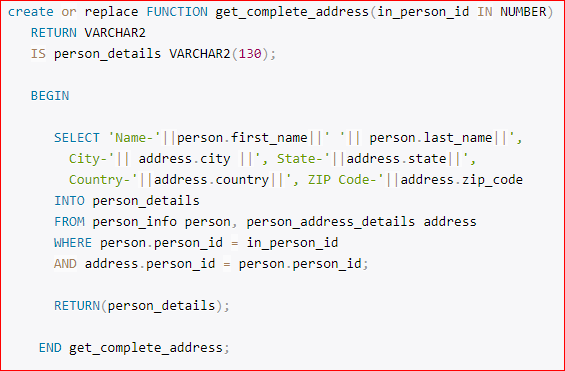 create or replace FUNCTION get_complete_address(in_person_id IN NUMBER)
RETURN VARCHAR2
IS person_details VARCHAR2(130);
BEGIN
SELECT 'Name-'||person.first_name||' '|| person.last_name||',
City-'|| address.city ||', State-'||address.state||',
Country-'||address.country||', ZIP Code-'||address.zip_code
INTO person_details
FROM person_info person, person_address_details address
WHERE person.person_id = in_person_id
AND address.person_id = person.person_id;
RETURN(person_details);
END get_complete_address;